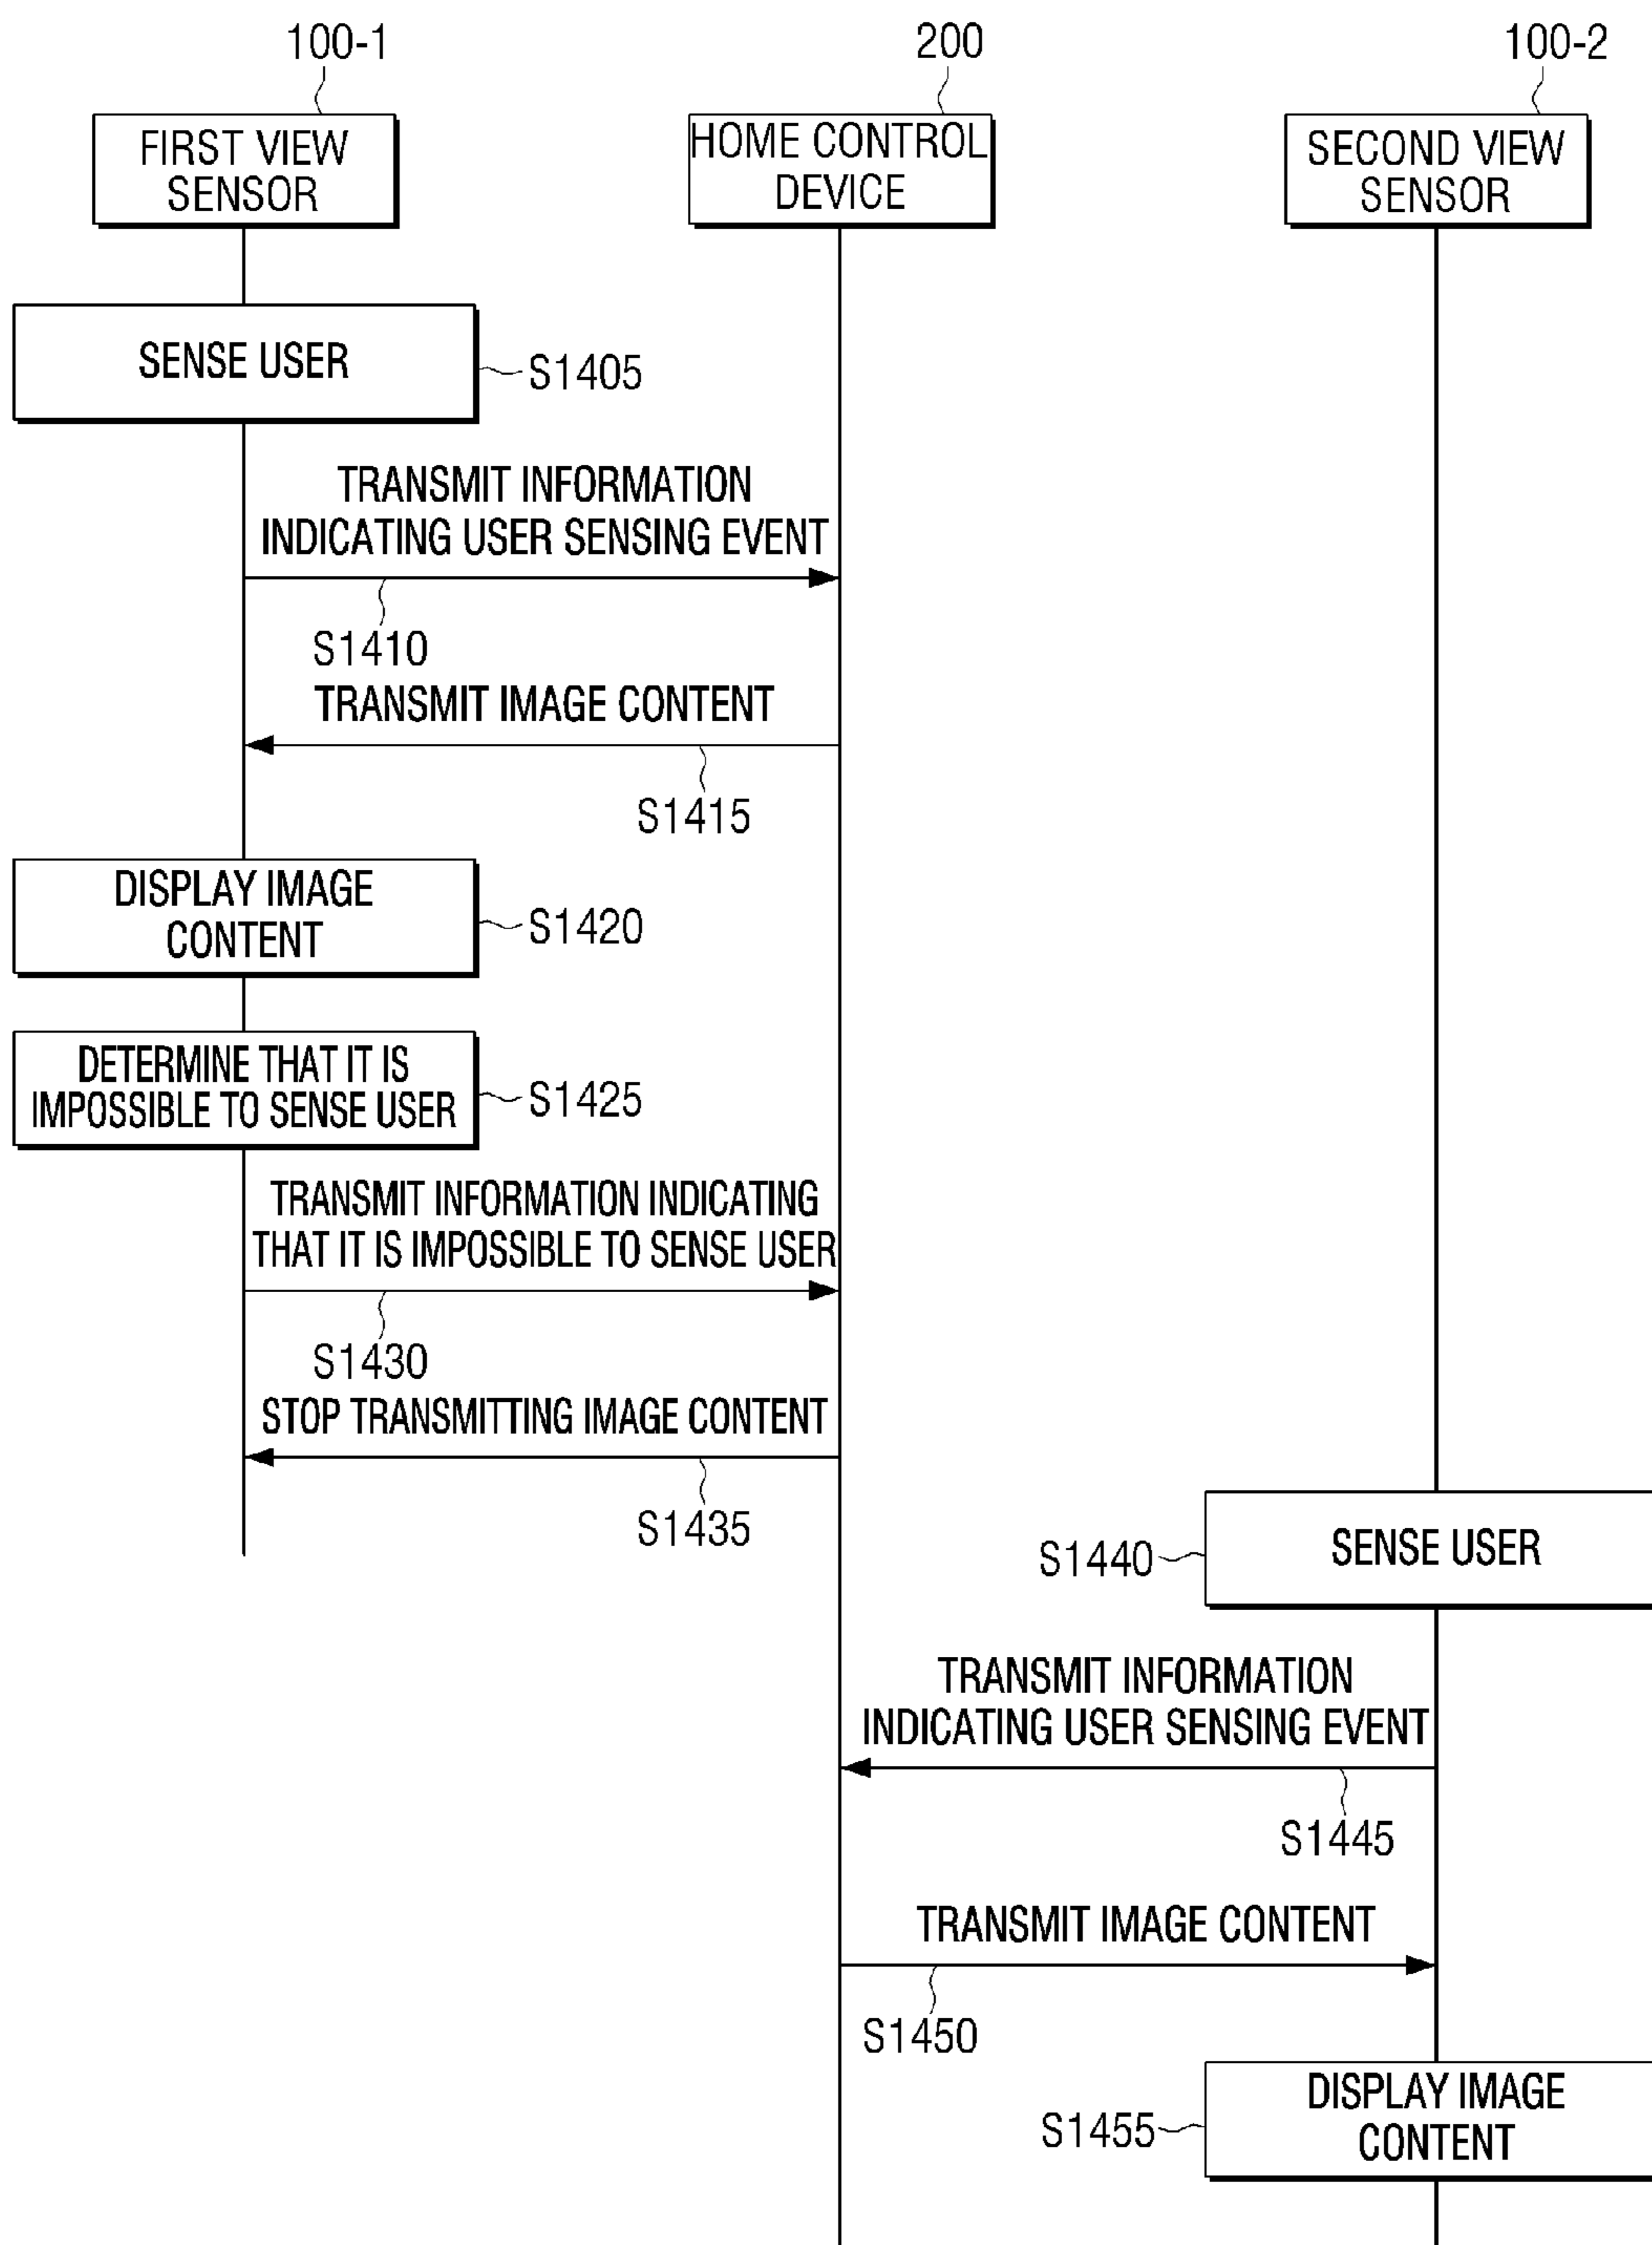 100-1
200
100-2
FIRST VIEW
SENSOR
HOME CONTROL
DEVICE
SECOND VIEW
SENSOR
SENSE USER
S1405
TRANSMIT INFORMATION
INDICATING USER SENSING EVENT
S1410
TRANSMIT IMAGE CONTENT
S1415
DISPLAY IMAGE
CONTENT
S1420
DETERMINE THAT IT IS
IMPOSSIBLE TO SENSE USER
S1425
TRANSMIT INFORMATION INDICATING
THAT IT IS IMPOSSIBLE TO SENSE USER
S1430
STOP TRANSMITTING IMAGE CONTENT
S1435
SENSE USER
S1440
TRANSMIT INFORMATION
INDICATING USER SENSING EVENT
S1445
TRANSMIT IMAGE CONTENT
S1450
DISPLAY IMAGE
CONTENT
S1455